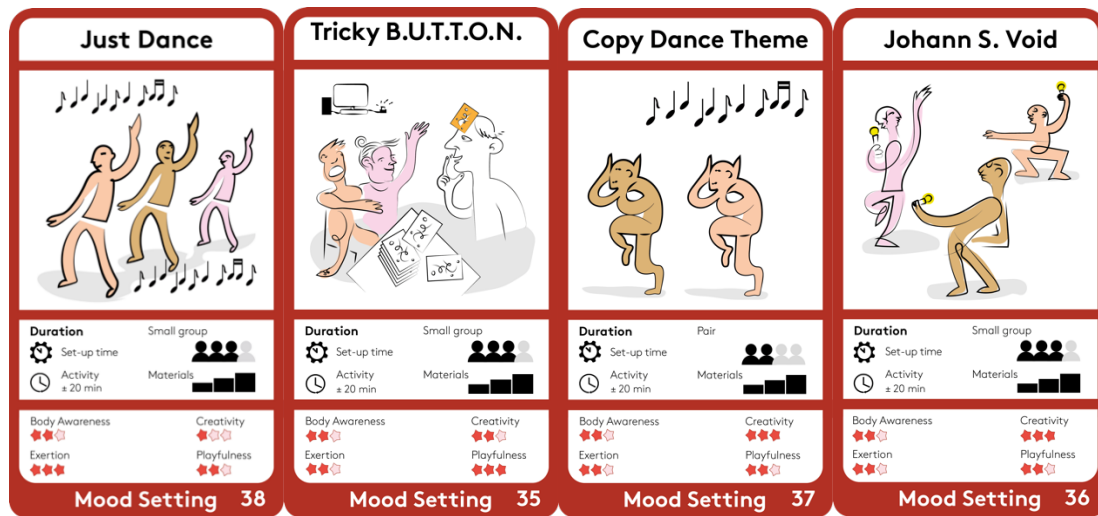 Just Dance
Duration
Small group
Set-up time
Activity
± 20 min
Materials
Body Awareness
Creativity
Exertion
Playfulness
Mood Setting 38
Tricky B.U.T.T.O.N.
Duration
Small group
Set-up time
Activity
± 20 min
Materials
Body Awareness
Creativity
Exertion
Playfulness
Mood Setting 35
Copy Dance Theme
Duration
Pair
Set-up time
Activity
± 20 min
Materials
Body Awareness
Creativity
Exertion
Playfulness
Mood Setting 37
Johann S. Void
Duration
Small group
Set-up time
Activity
± 20 min
Materials
Body Awareness
Creativity
Exertion
Playfulness
Mood Setting 36